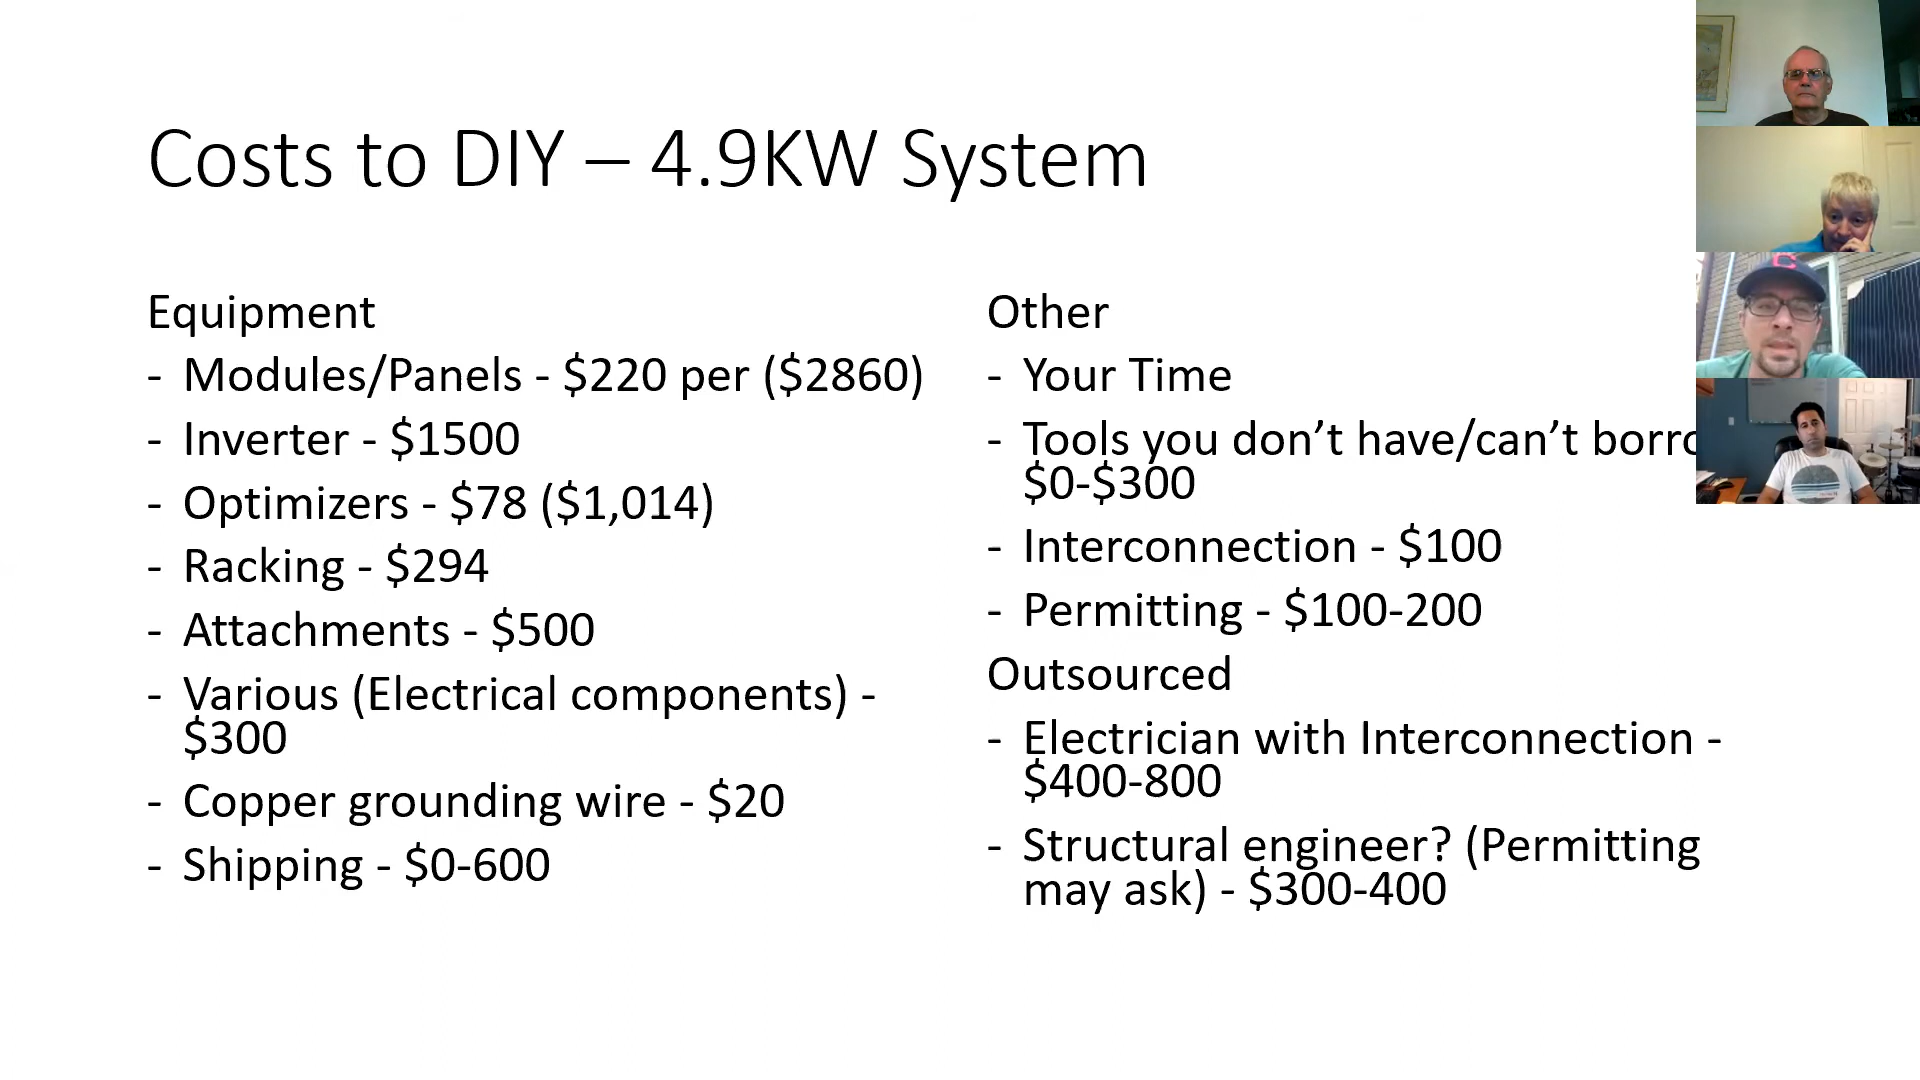 Costs to DIY – 4.9KW System
Equipment
- Modules/Panels - $220 per ($2860)
- Inverter - $1500
- Optimizers - $78 ($1,014)
- Racking - $294
- Attachments - $500
- Various (Electrical components) -
$300
- Copper grounding wire - $20
- Shipping - $0-600
Other
- Your Time
- Tools you don’t have/can’t
$0-$300
- Interconnection - $100
- Permitting - $100-200
Outsourced
- Electrician with Interconnection -
$400-800
- Structural engineer? (Permitting
may ask) - $300-400
C